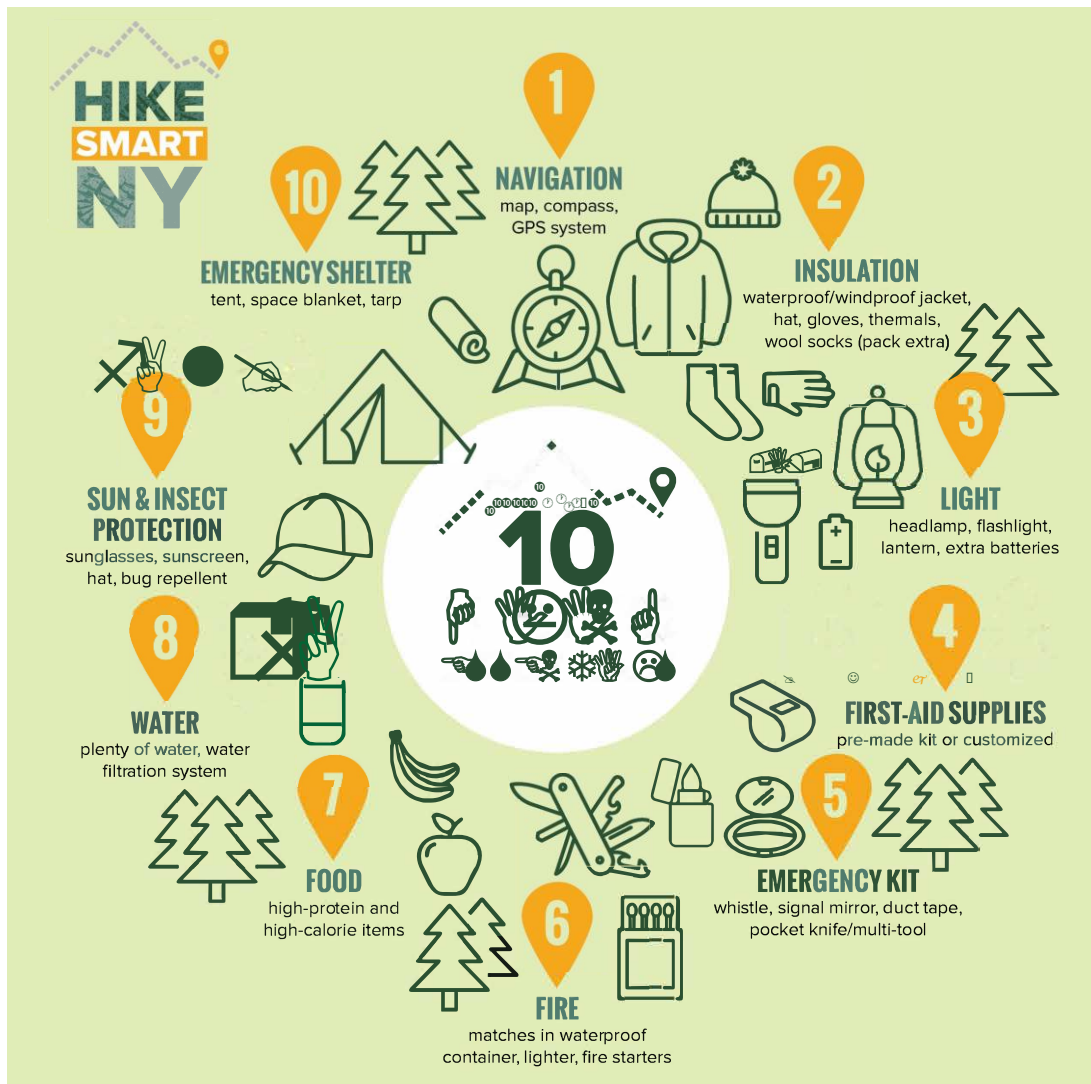 HIKE
SMART
NY
1
NAVIGATION
map, compass,
GPS system
2
INSULATION
waterproof/windproof jacket,
hat, gloves, thermals,
wool socks (pack extra)
3
LIGHT
headlamp, flashlight,
lantern, extra batteries
4
FIRST-AID SUPPLIES
pre-made kit or customized
5
EMERGENCY KIT
whistle, signal mirror, duct tape,
pocket knife/multi-tool
6
FIRE
matches in waterproof
container, lighter, fire starters
7
FOOD
high-protein and
high-calorie items
8
WATER
plenty of water, water
filtration system
9
SUN & INSECT
PROTECTION
sunglasses, sunscreen,
hat, bug repellent
10
EMERGENCY SHELTER
tent, space blanket, tarp
10